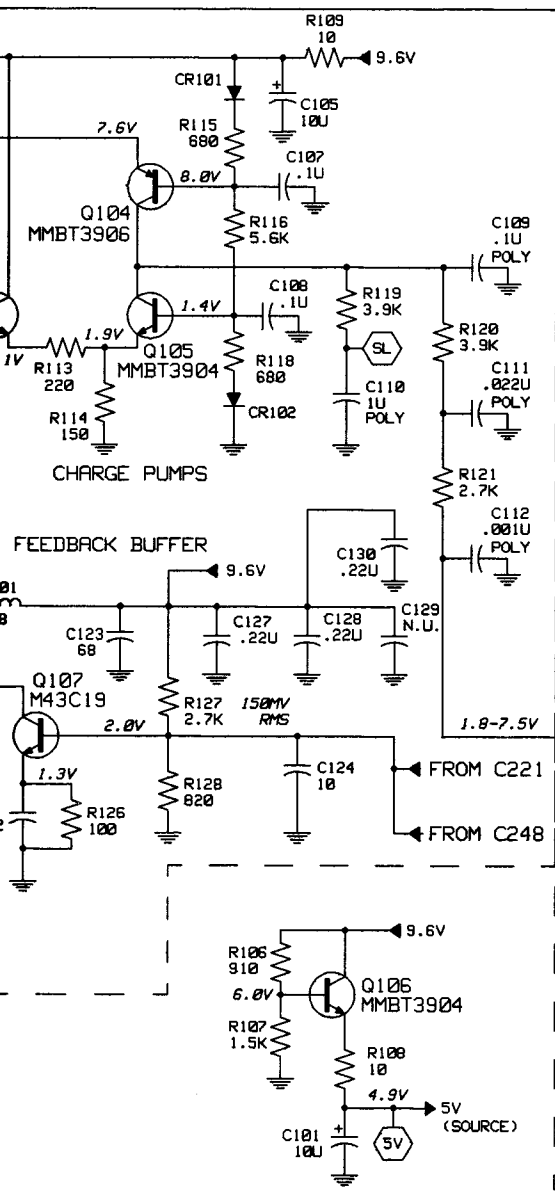 R109
10
9.6V
CR101
C105
10U
R115
680
7.6V
C107
.1U
8.0V
Q104
MMBT3906
R116
5.6K
C109
.1U
POLY
C108
.1U
1.4V
R119
3.9K
R120
3.9K
1V
R113
220
1.9V
Q105
MMBT3904
R118
680
SL
C110
1U
POLY
C111
.022U
POLY
R114
150
CR102
CHARGE PUMPS
R121
2.7K
C112
.001U
POLY
FEEDBACK BUFFER
9.6V
C130
.22U
01
8
C123
68
C127
.22U
C128
.22U
C129
N.U.
Q107
M43C19
R127
2.7K
150MV
RMS
2.0V
1.8-7.5V
1.3V
R128
820
C124
10
FROM C221
R126
100
2
FROM C248
9.6V
R106
910
6.0V
Q106
MMBT3904
R107
1.5K
R108
10
4.9V
5V
(SOURCE)
C101
10U
5V